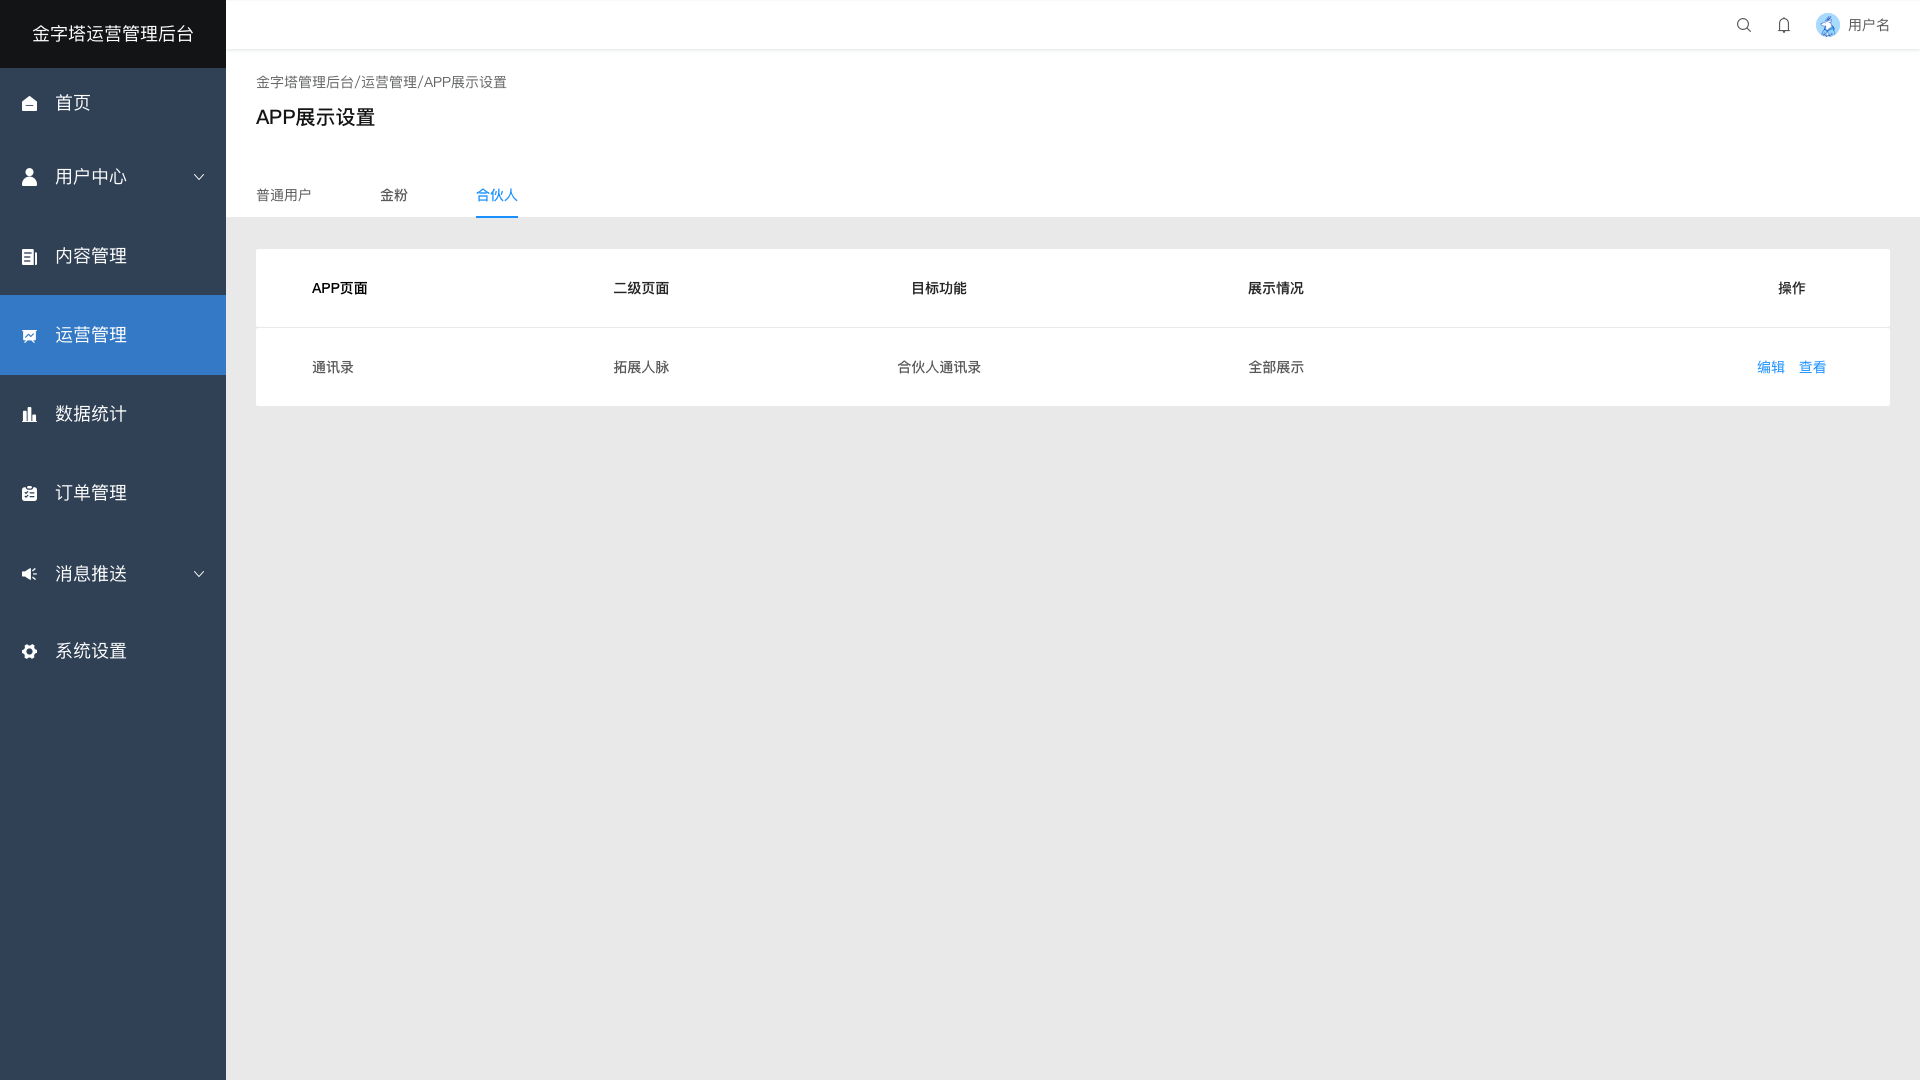 金字塔运营管理后台
用户名
首页
用户中心
内容管理
运营管理
数据统计
订单管理
消息推送
系统设置
金字塔管理后台/运营管理/APP展示设置
APP展示设置
普通用户 金粉 合伙人
APP页面 二级页面 目标功能 展示情况 操作
通讯录 拓展人脉 合伙人通讯录 全部展示 编辑 查看